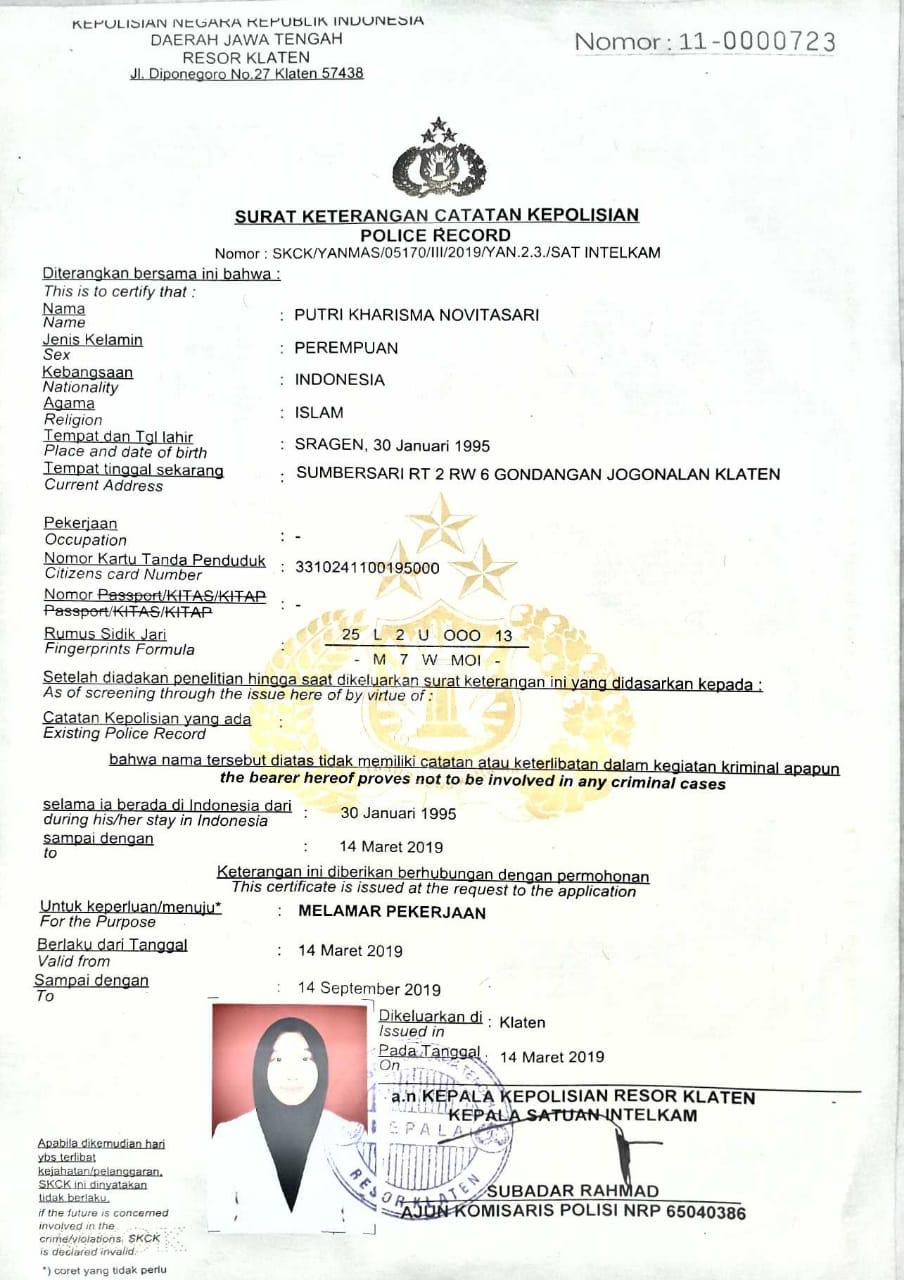 KEPOLISIAN NEGARA REPUBLIK INDONESIA
DAERAH JAWA TENGAH
RESOR KLATEN
Jl. Diponegoro No.27 Klaten 57438
Nomor : 11-0000723
SURAT KETERANGAN CATATAN KEPOLISIAN
POLICE RECORD
Nomor : SKCK/YANMAS/05170/III/2019/YAN.2.3./SAT INTELKAM
Diterangkan bersama ini bahwa :
This is to certify that :
Nama
Name
: PUTRI KHARISMA NOVITASARI
Jenis Kelamin
Sex
: PEREMPUAN
Kebangsaan
Nationality
: INDONESIA
Agama
Religion
: ISLAM
Tempat dan Tgl lahir
Place and date of birth
: SRAGEN, 30 Januari 1995
Tempat tinggal sekarang
Current Address
: SUMBERSARI RT 2 RW 6 GONDANGAN JOGONALAN KLATEN
Pekerjaan
Occupation
: -
Nomor Kartu Tanda Penduduk
Citizens card Number
: 3310241100195000
Nomor Passport/KITAS/KITAP
Passport/KITAS/KITAP
: -
Rumus Sidik Jari
Fingerprints Formula
:
25 L 2 U OOO 13
- M 7 W MOI -
Setelah diadakan penelitian hingga saat dikeluarkan surat keterangan ini yang didasarkan kepada :
As of screening through the issue here of by virtue of :
Catatan Kepolisian yang ada
Existing Police Record
:
bahwa nama tersebut diatas tidak memiliki catatan atau keterlibatan dalam kegiatan kriminal apapun
the bearer hereof proves not to be involved in any criminal cases
selama ia berada di Indonesia dari
during his/her stay in Indonesia
: 30 Januari 1995
sampai dengan
to
: 14 Maret 2019
Keterangan ini diberikan berhubungan dengan permohonan
This certificate is issued at the request to the application
Untuk keperluan/menuju*
For the Purpose
: MELAMAR PEKERJAAN
Berlaku dari Tanggal
Valid from
: 14 Maret 2019
Sampai dengan
To
: 14 September 2019
Dikeluarkan di : Klaten
Issued in
Pada Tanggal : 14 Maret 2019
On
a.n KEPALA KEPOLISIAN RESOR KLATEN
KEPALA SATUAN INTELKAM
KEPALA
RESOR KLATEN
SUBADAR RAHMAD
AJUN KOMISARIS POLISI NRP 65040386
Apabila dikemudian hari
ybs terlibat
kejahatan/pelanggaran,
SKCK ini dinyatakan
tidak berlaku.
if the future is concerned
involved in the
crime/violations, SKCK
is declared invalid.
*) coret yang tidak perlu